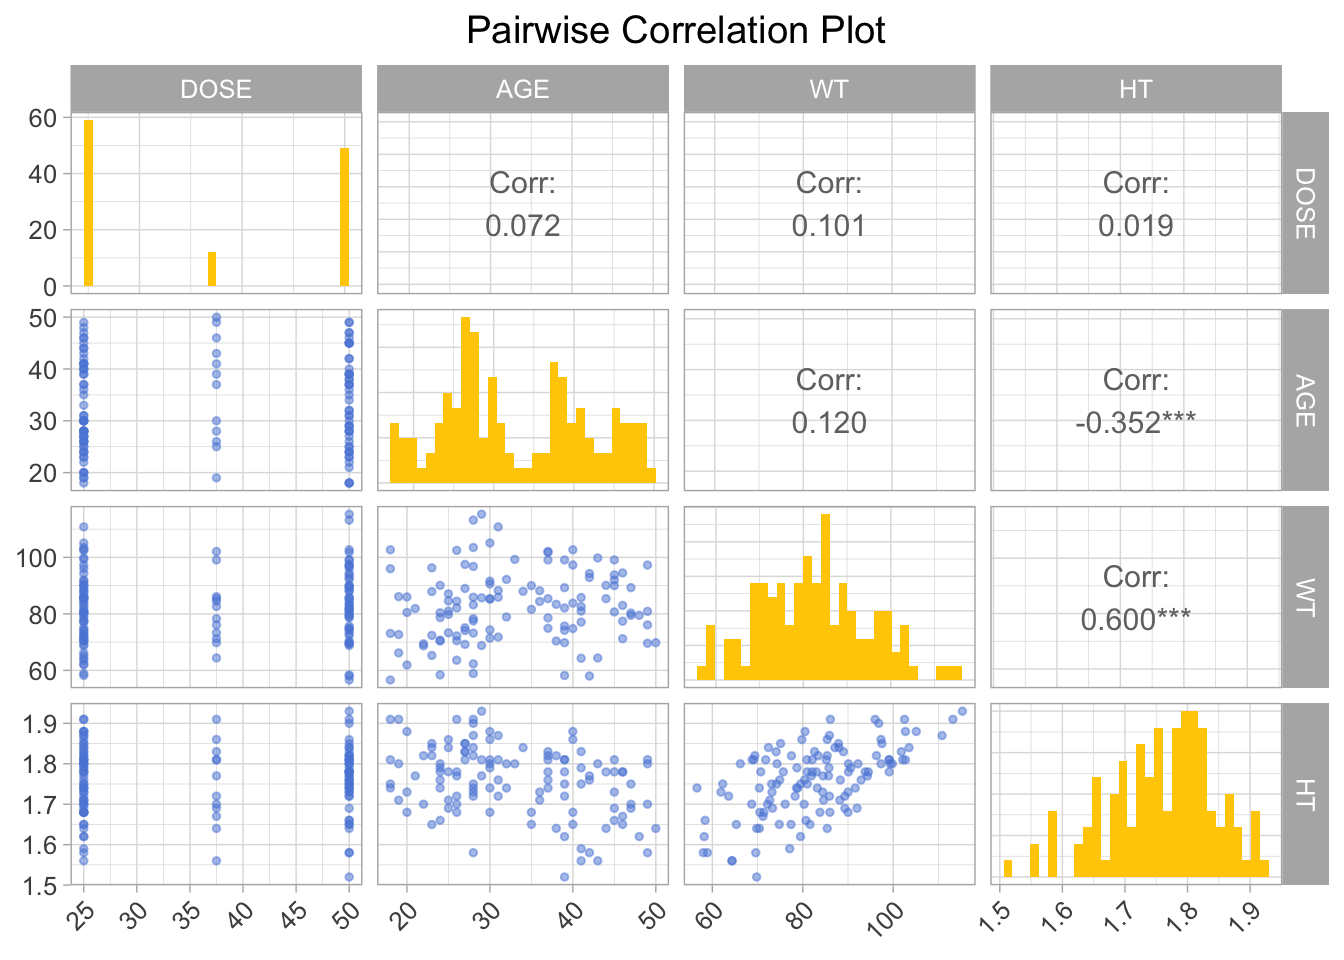 Pairwise Correlation Plot
DOSE
AGE
WT
HT
60
40
20
0
Corr:
0.072
Corr:
0.101
Corr:
0.019
DOSE
50
40
30
20
Corr:
0.120
Corr:
-0.352***
AGE
100
80
60
Corr:
0.600***
WT
1.9
1.8
1.7
1.6
1.5
HT
25
30
35
40
45
50
20
30
40
50
60
80
100
1.5
1.6
1.7
1.8
1.9